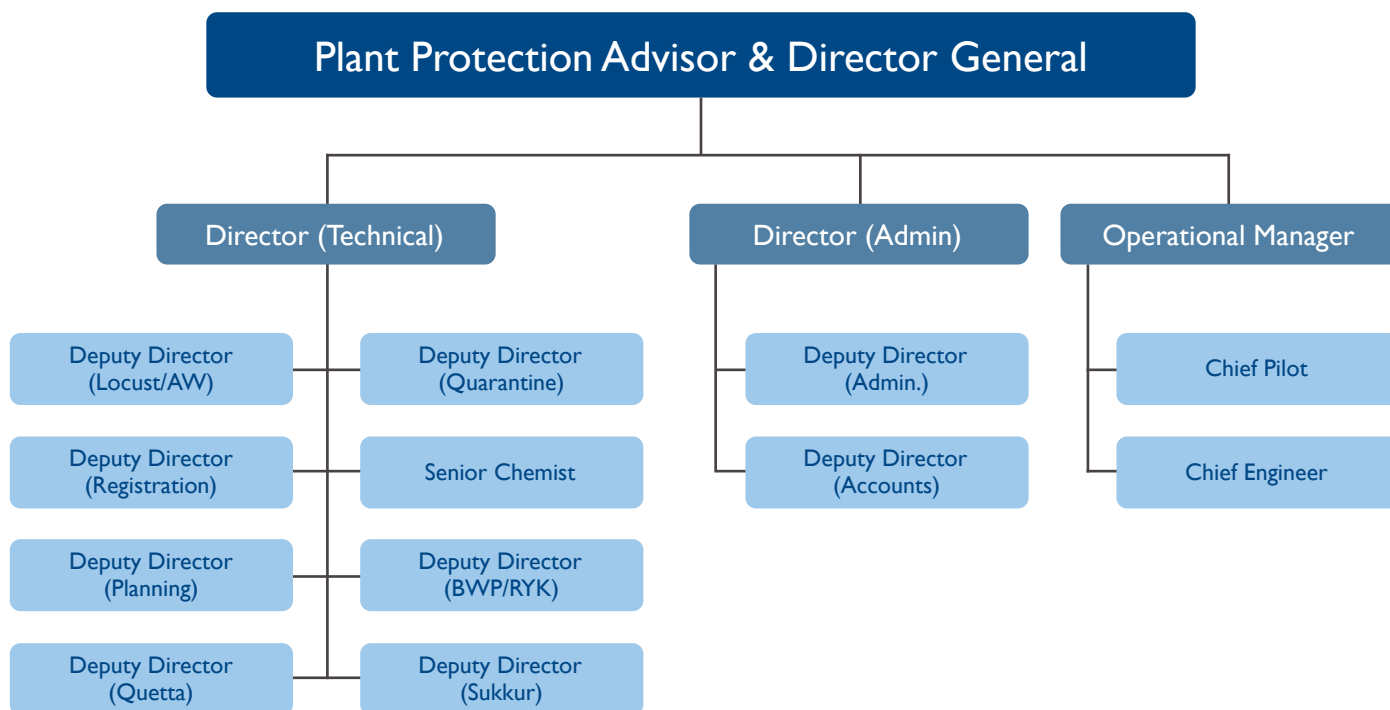 Plant Protection Advisor & Director General
Director (Technical)
Director (Admin)
Operational Manager
Deputy Director
(Locust/AW)
Deputy Director
(Quarantine)
Deputy Director
(Admin.)
Chief Pilot
Deputy Director
(Registration)
Senior Chemist
Deputy Director
(Accounts)
Chief Engineer
Deputy Director
(Planning)
Deputy Director
(BWP/RYK)
Deputy Director
(Quetta)
Deputy Director
(Sukkur)